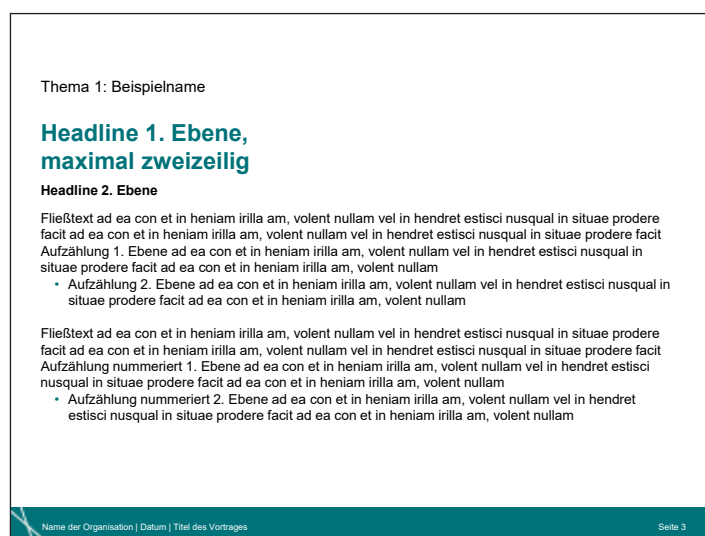 Thema 1: Beispielname
Headline 1. Ebene,
maximal zweizeilig
Headline 2. Ebene
Fließtext ad ea con et in heniam irilla am, volent nullam vel in hendret estisci nusqual in situae prodere
facit ad ea con et in heniam irilla am, volent nullam vel in hendret estisci nusqual in situae prodere facit
Aufzählung 1. Ebene ad ea con et in heniam irilla am, volent nullam vel in hendret estisci nusqual in
situae prodere facit ad ea con et in heniam irilla am, volent nullam
• Aufzählung 2. Ebene ad ea con et in heniam irilla am, volent nullam vel in hendret estisci nusqual in
situae prodere facit ad ea con et in heniam irilla am, volent nullam
Fließtext ad ea con et in heniam irilla am, volent nullam vel in hendret estisci nusqual in situae prodere
facit ad ea con et in heniam irilla am, volent nullam vel in hendret estisci nusqual in situae prodere facit
Aufzählung nummeriert 1. Ebene ad ea con et in heniam irilla am, volent nullam vel in hendret estisci
nusqual in situae prodere facit ad ea con et in heniam irilla am, volent nullam
• Aufzählung nummeriert 2. Ebene ad ea con et in heniam irilla am, volent nullam vel in hendret
estisci nusqual in situae prodere facit ad ea con et in heniam irilla am, volent nullam
Name der Organisation | Datum | Titel des Vortrages Seite 3